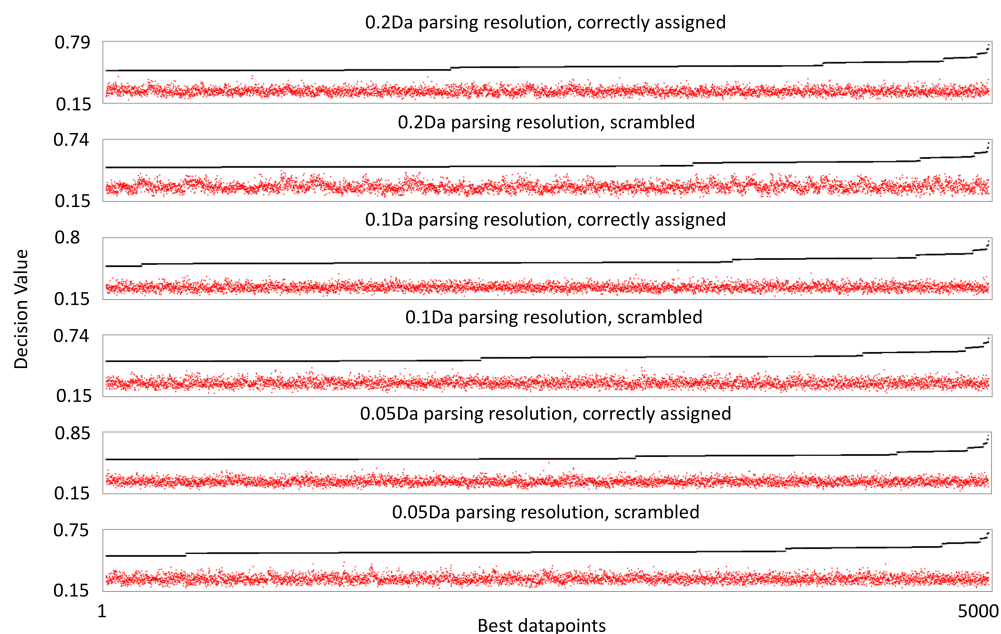 0.2Da parsing resolution, correctly assigned
0.79
0.15
0.2Da parsing resolution, scrambled
0.74
0.15
0.1Da parsing resolution, correctly assigned
0.8
0.15
0.1Da parsing resolution, scrambled
0.74
0.15
0.05Da parsing resolution, correctly assigned
0.85
0.15
0.05Da parsing resolution, scrambled
0.75
0.15
Decision Value
1
5000
Best datapoints